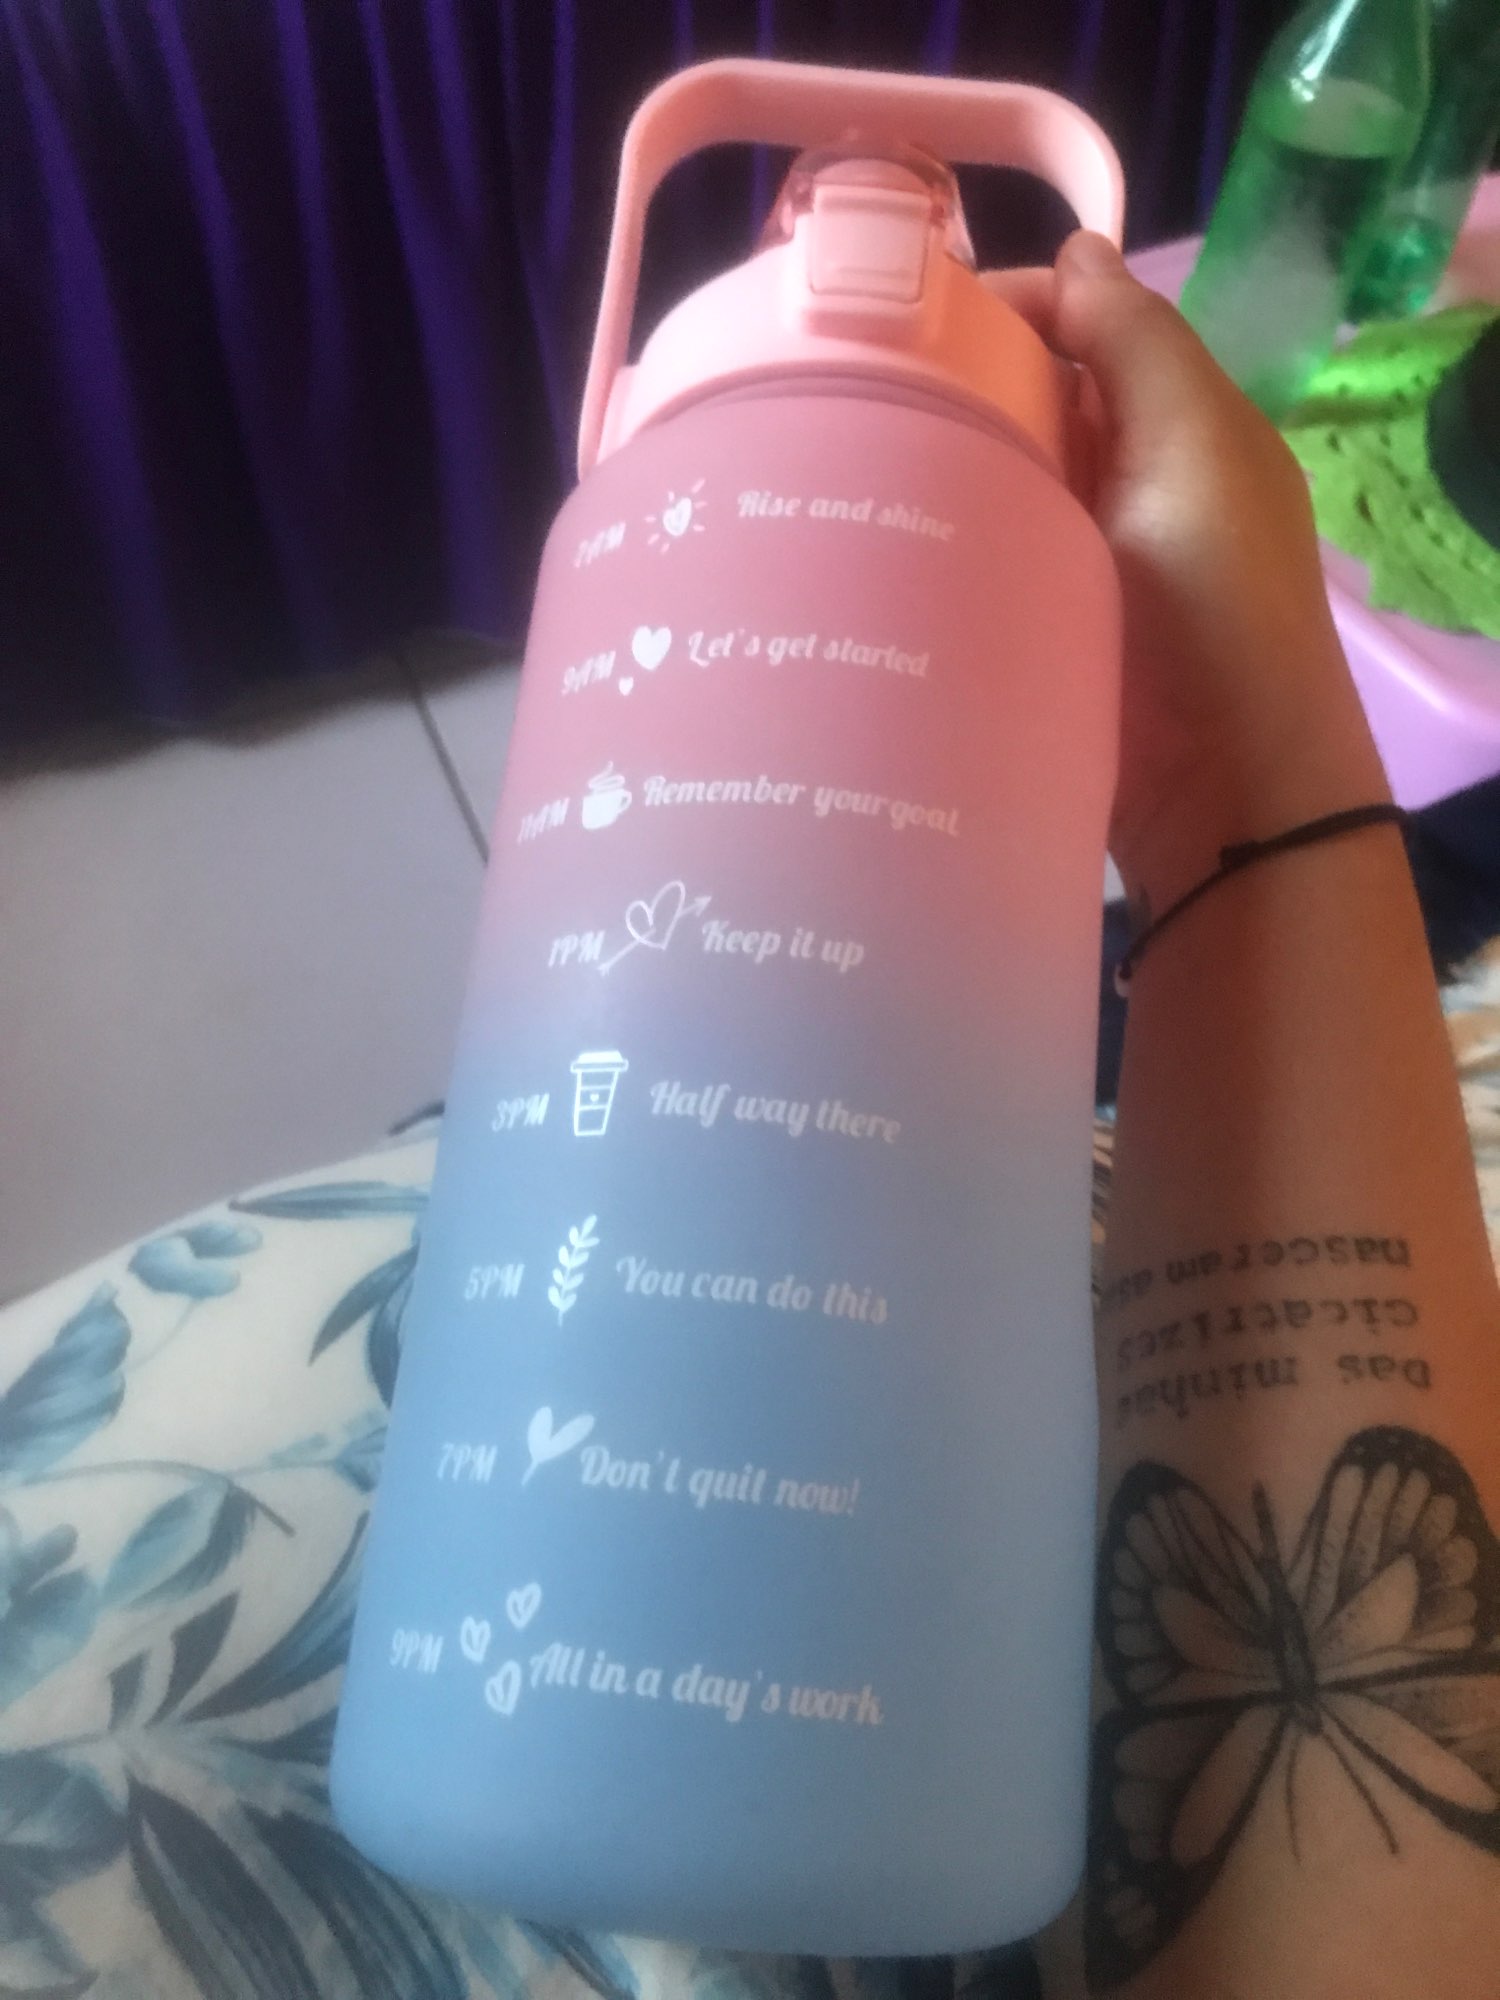 7AM Rise and shine
9AM Let's get started
11AM Remember your goal
1PM Keep it up
3PM Half way there
5PM You can do this
7PM Don't quit now!
9PM All in a day's work
Das minhas
cicatrizes
nasceram